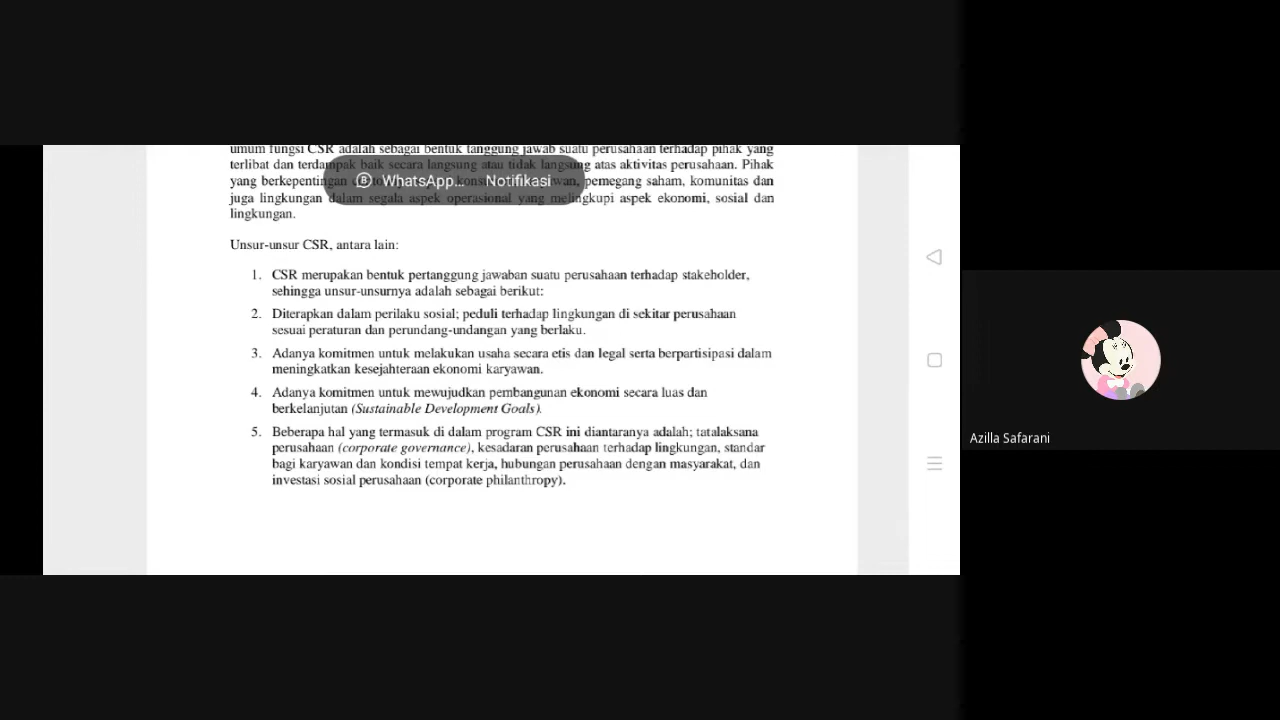 umum fungsi CSR adalah sebagai bentuk tanggung jawab suatu perusahaan terhadap pihak yang
terlibat dan terdampak baik secara langsung atau tidak langsung atas aktivitas perusahaan. Pihak
yang berkepentingan pemegang saham, komunitas dan
WhatsApp... Notifikasi
juga lingkungan dalam segala aspek operasional yang melingkupi aspek ekonomi, sosial dan
lingkungan.
Unsur-unsur CSR, antara lain:
1. CSR merupakan bentuk pertanggung jawaban suatu perusahaan terhadap stakeholder,
sehingga unsur-unsurnya adalah sebagai berikut:
2. Diterapkan dalam perilaku sosial; peduli terhadap lingkungan di sekitar perusahaan
sesuai peraturan dan perundang-undangan yang berlaku.
3. Adanya komitmen untuk melakukan usaha secara etis dan legal serta berpartisipasi dalam
meningkatkan kesejahteraan ekonomi karyawan.
4. Adanya komitmen untuk mewujudkan pembangunan ekonomi secara luas dan
berkelanjutan (Sustainable Development Goals).
5. Beberapa hal yang termasuk di dalam program CSR ini diantaranya adalah; tatalaksana
perusahaan (corporate governance), kesadaran perusahaan terhadap lingkungan, standar
bagi karyawan dan kondisi tempat kerja, hubungan perusahaan dengan masyarakat, dan
investasi sosial perusahaan (corporate philanthropy).
Azilla Safarani